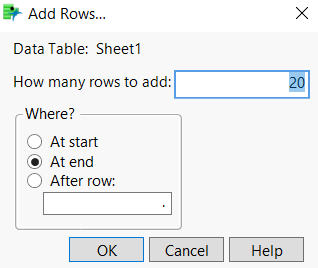 Add Rows...
Data Table: Sheet1
How many rows to add: 20
Where?
At start
At end
After row:
.
OK Cancel Help